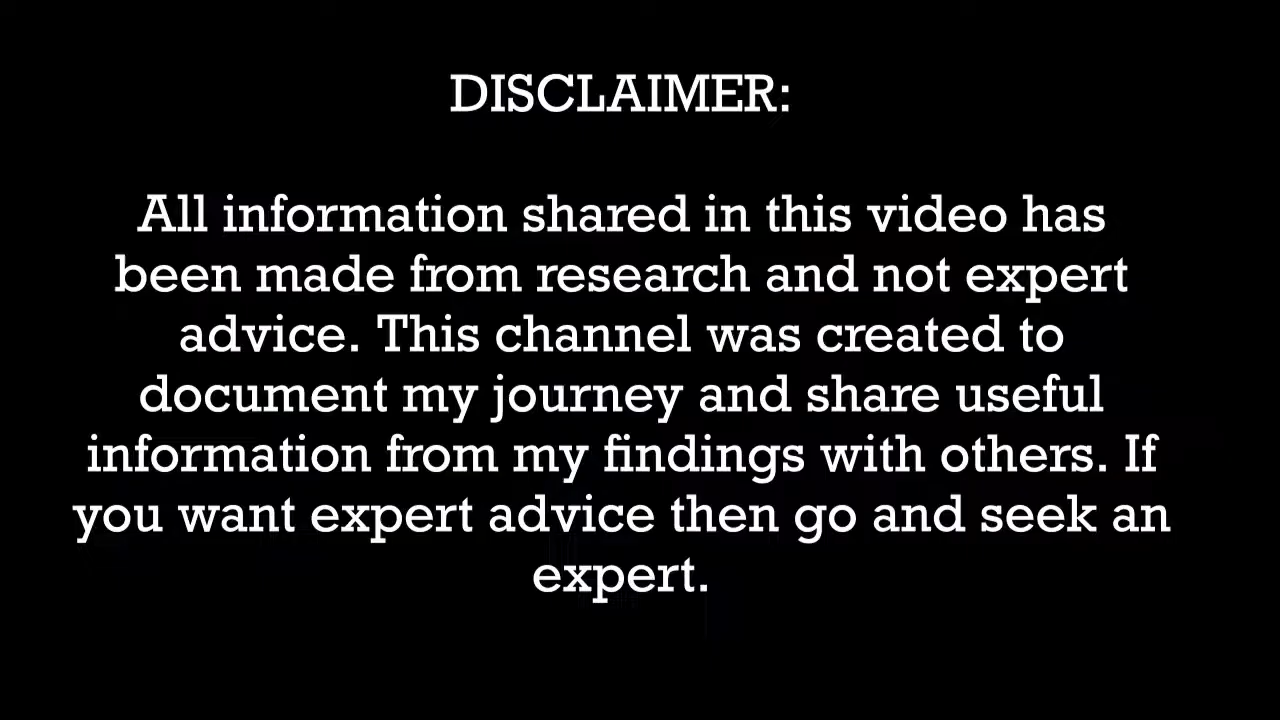 DISCLAIMER:
All information shared in this video has
been made from research and not expert
advice. This channel was created to
document my journey and share useful
information from my findings with others. If
you want expert advice then go and seek an
expert.